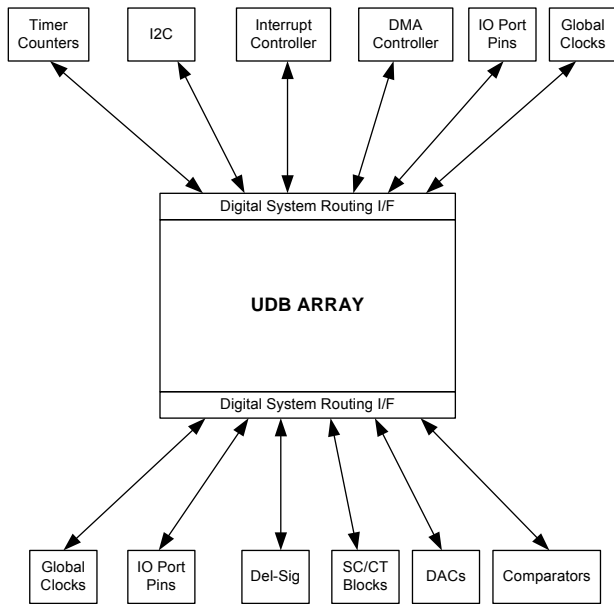 Timer
Counters
I2C
Interrupt
Controller
DMA
Controller
IO Port
Pins
Global
Clocks
Digital System Routing I/F
UDB ARRAY
Digital System Routing I/F
Global
Clocks
IO Port
Pins
Del-Sig
SC/CT
Blocks
DACs
Comparators